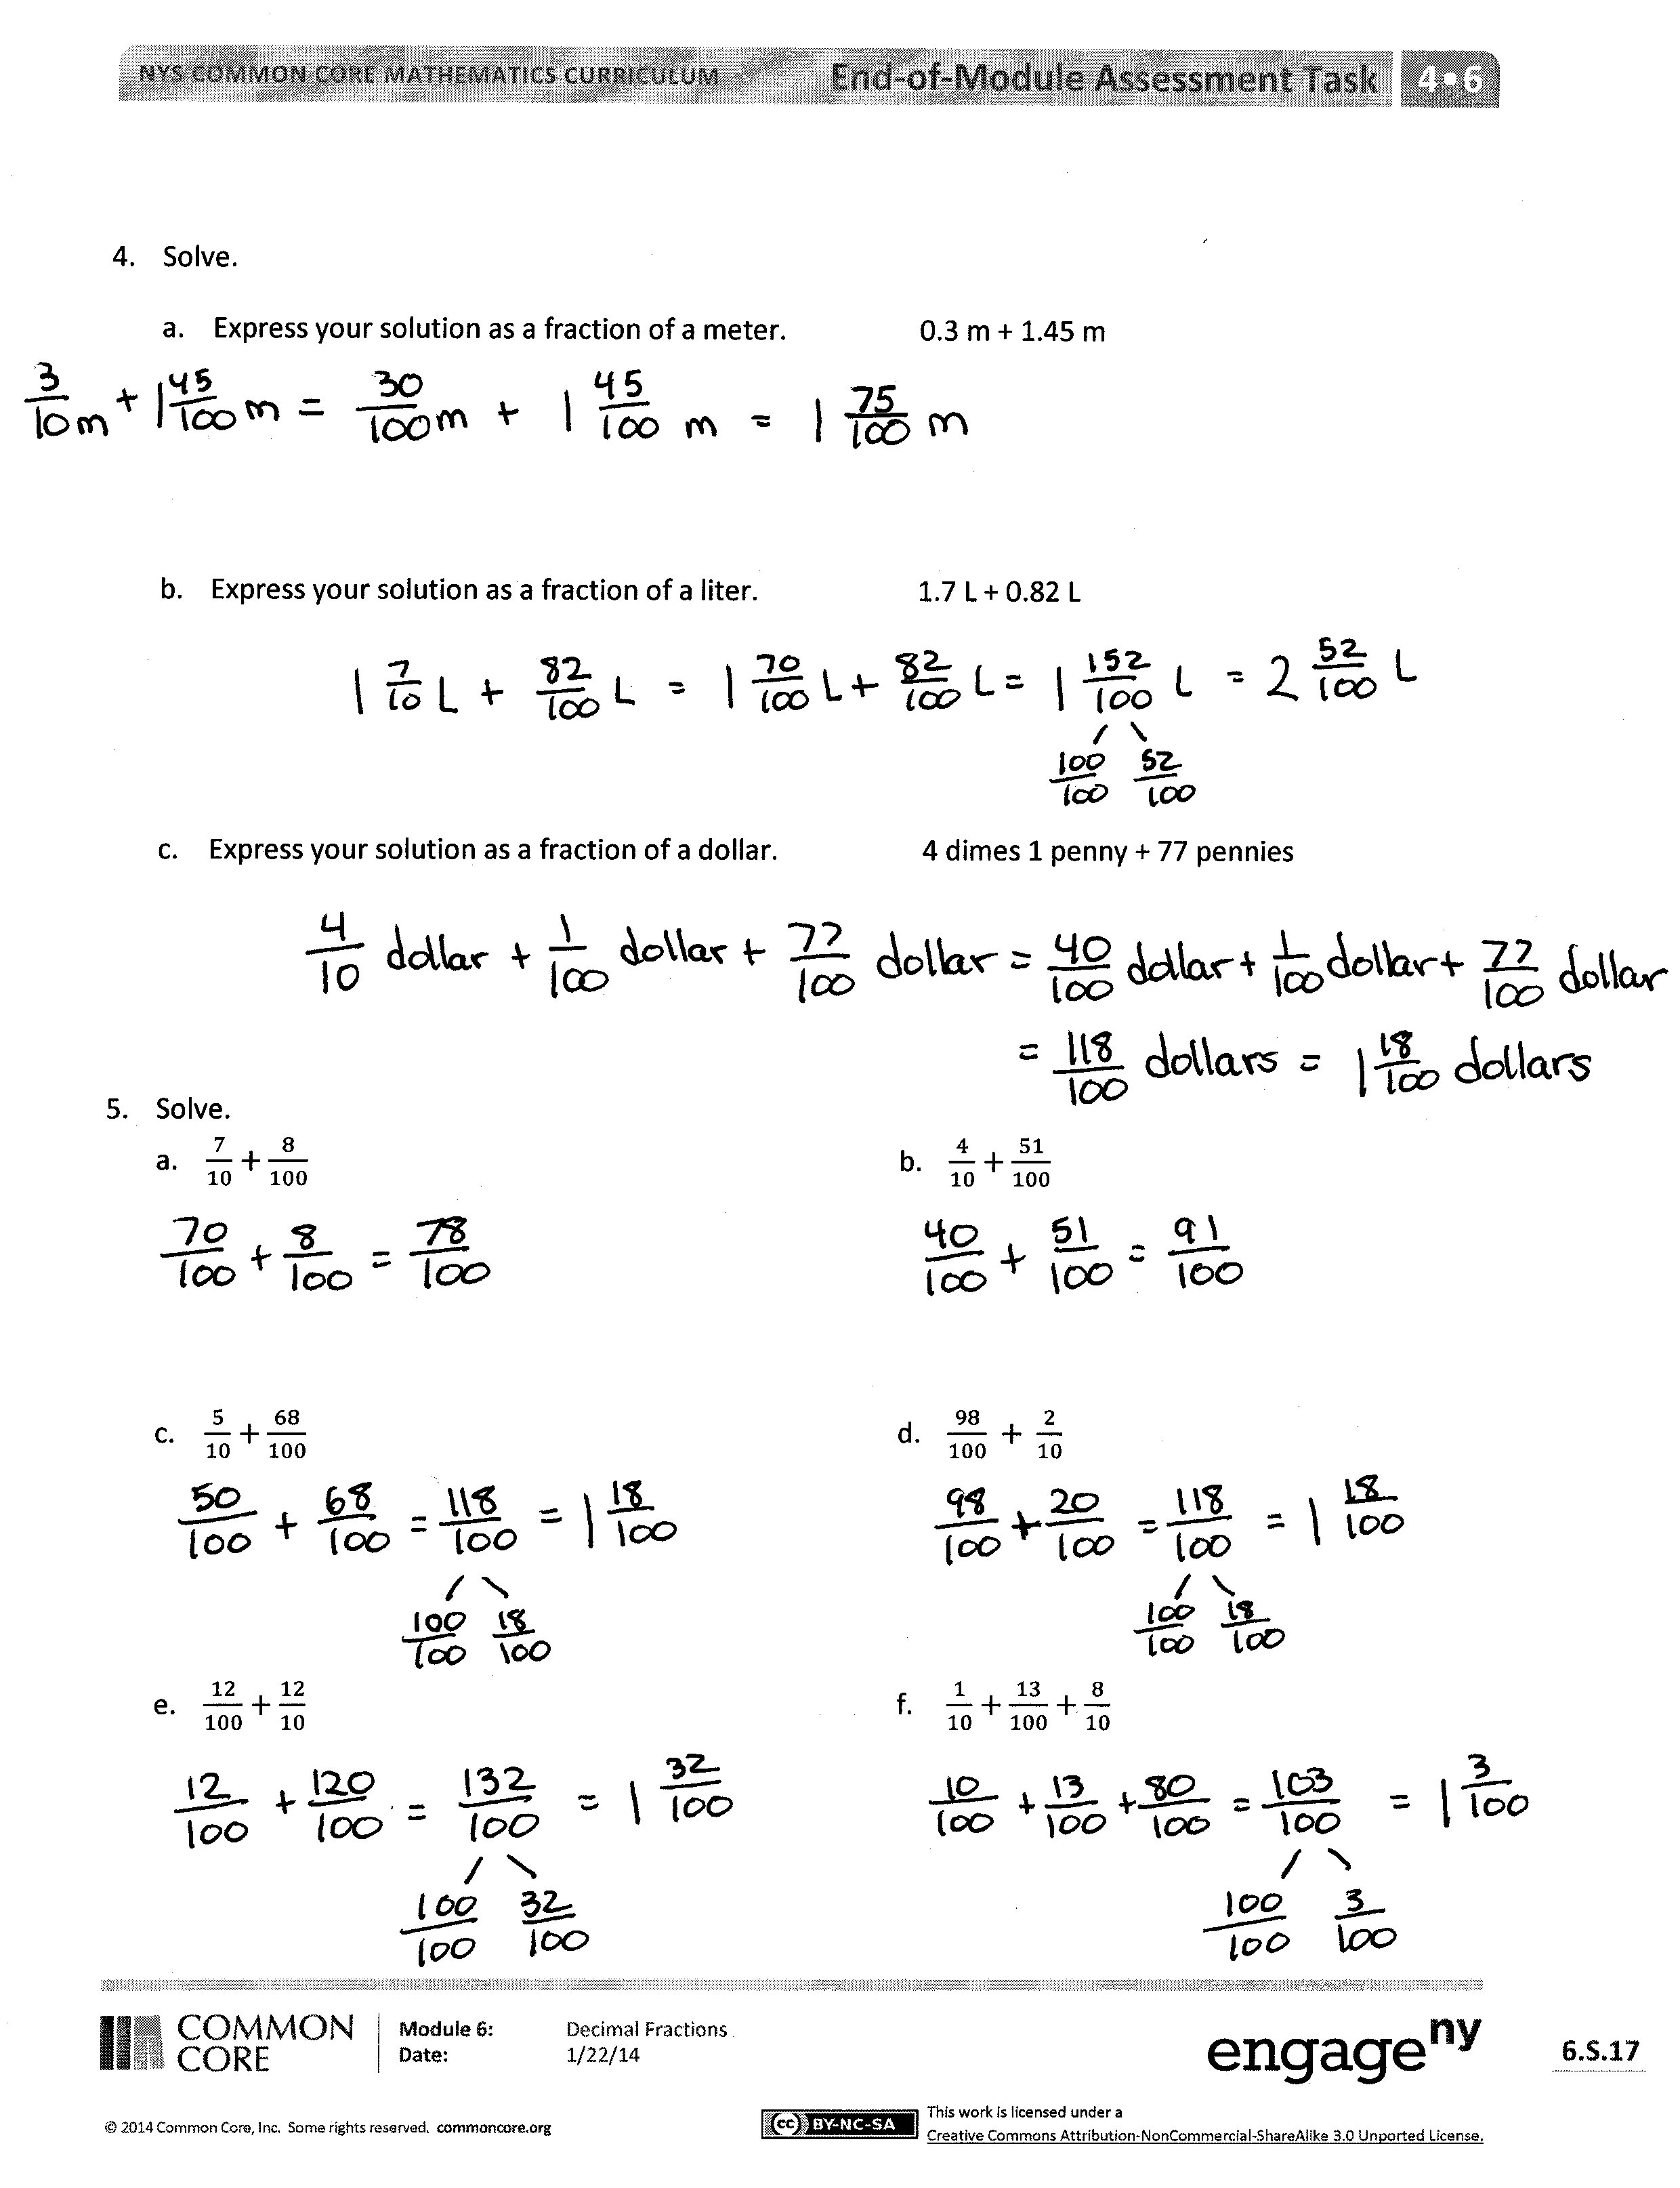 NYS COMMON CORE MATHEMATICS CURRICULUM End-of-Module Assessment Task 4•6
4. Solve.
a. Express your solution as a fraction of a meter. 0.3 m + 1.45 m
3/10 m + 1 45/100 m = 30/100 m + 1 45/100 m = 1 75/100 m
b. Express your solution as a fraction of a liter. 1.7 L + 0.82 L
1 7/10 L + 82/100 L = 1 70/100 L + 82/100 L = 1 152/100 L = 2 52/100 L
100/100 52/100
c. Express your solution as a fraction of a dollar. 4 dimes 1 penny + 77 pennies
4/10 dollar + 1/100 dollar + 77/100 dollar = 40/100 dollar + 1/100 dollar + 77/100 dollar
= 118/100 dollars = 1 18/100 dollars
5. Solve.
a. 7/10 + 8/100 b. 4/10 + 51/100
70/100 + 8/100 = 78/100 40/100 + 51/100 = 91/100
c. 5/10 + 68/100 d. 98/100 + 2/10
50/100 + 68/100 = 118/100 = 1 18/100 98/100 + 20/100 = 118/100 = 1 18/100
100/100 18/100 100/100 18/100
e. 12/100 + 12/10 f. 1/10 + 13/100 + 8/10
12/100 + 120/100 = 132/100 = 1 32/100 10/100 + 13/100 + 80/100 = 103/100 = 1 3/100
100/100 32/100 100/100 3/100
COMMON CORE
Module 6: Decimal Fractions
Date: 1/22/14
engage ny
6.S.17
© 2014 Common Core, Inc. Some rights reserved. commoncore.org
cc BY-NC-SA
This work is licensed under a
Creative Commons Attribution-NonCommercial-ShareAlike 3.0 Unported License.